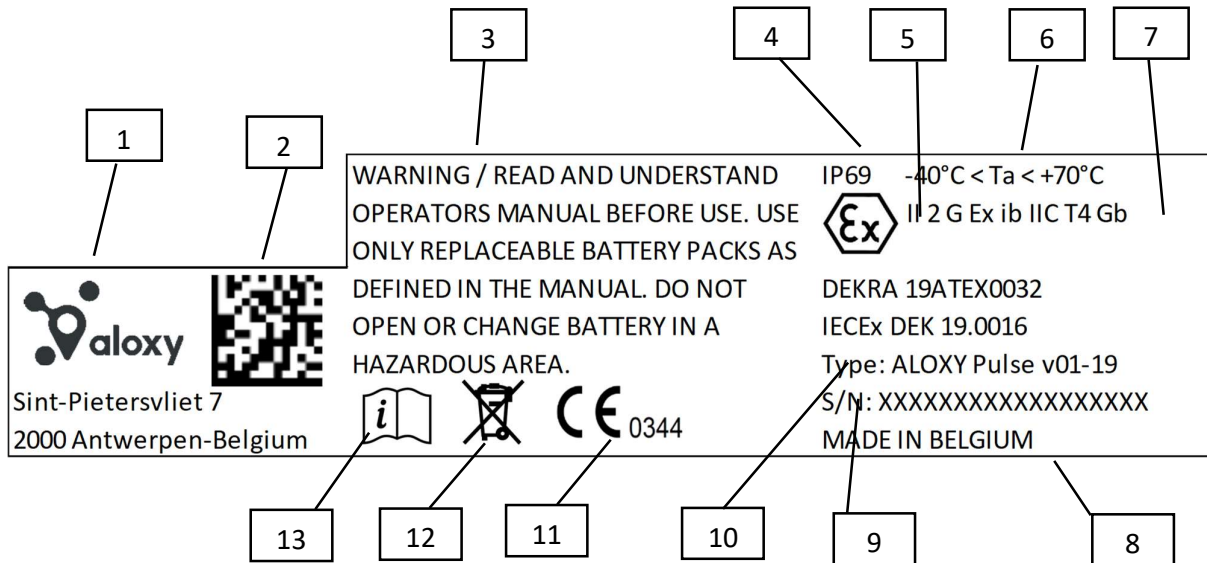 3
4
5
6
7
1
2
WARNING / READ AND UNDERSTAND
OPERATORS MANUAL BEFORE USE. USE
ONLY REPLACEABLE BATTERY PACKS AS
DEFINED IN THE MANUAL. DO NOT
OPEN OR CHANGE BATTERY IN A
HAZARDOUS AREA.
IP69 -40°C < Ta < +70°C
Ex II 2 G Ex ib IIC T4 Gb
DEKRA 19ATEX0032
IECEx DEK 19.0016
Type: ALOXY Pulse v01-19
S/N: XXXXXXXXXXXXXXXXXX
MADE IN BELGIUM
aloxy
Sint-Pietersvliet 7
2000 Antwerpen-Belgium
i
CE 0344
13
12
11
10
9
8